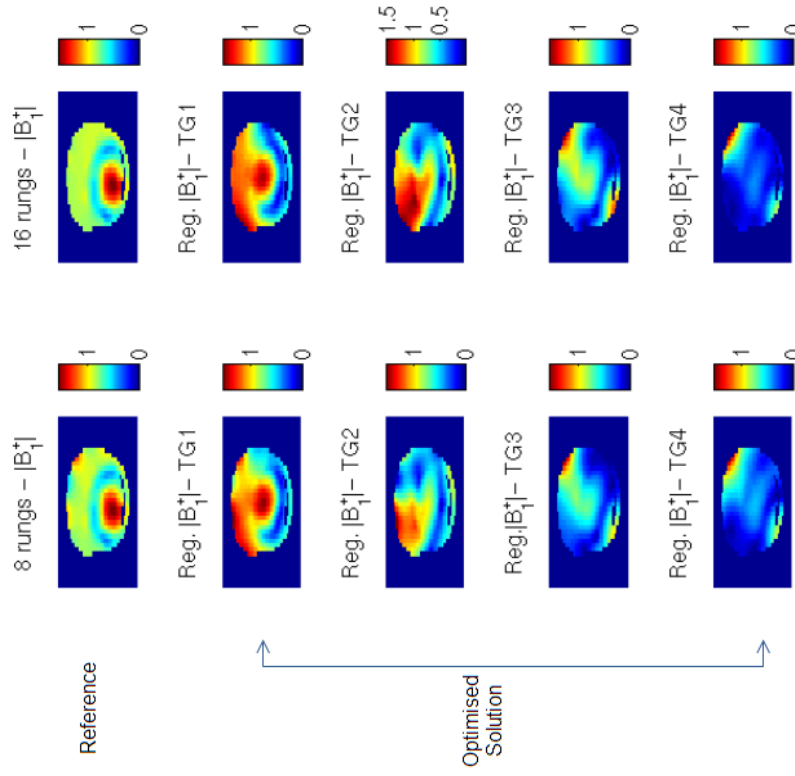 8 rungs − |B₁⁺|
16 rungs − |B₁⁺|
Reference
1
0
1
0
Reg. |B₁⁺|− TG1
Reg. |B₁⁺|− TG1
1
0
1
0
Reg. |B₁⁺|− TG2
Reg. |B₁⁺|− TG2
Optimised
Solution
1
0
1.5
1
0.5
Reg.|B₁⁺|− TG3
Reg. |B₁⁺|− TG3
1
0
1
0
Reg. |B₁⁺|− TG4
Reg. |B₁⁺|− TG4
1
0
1
0